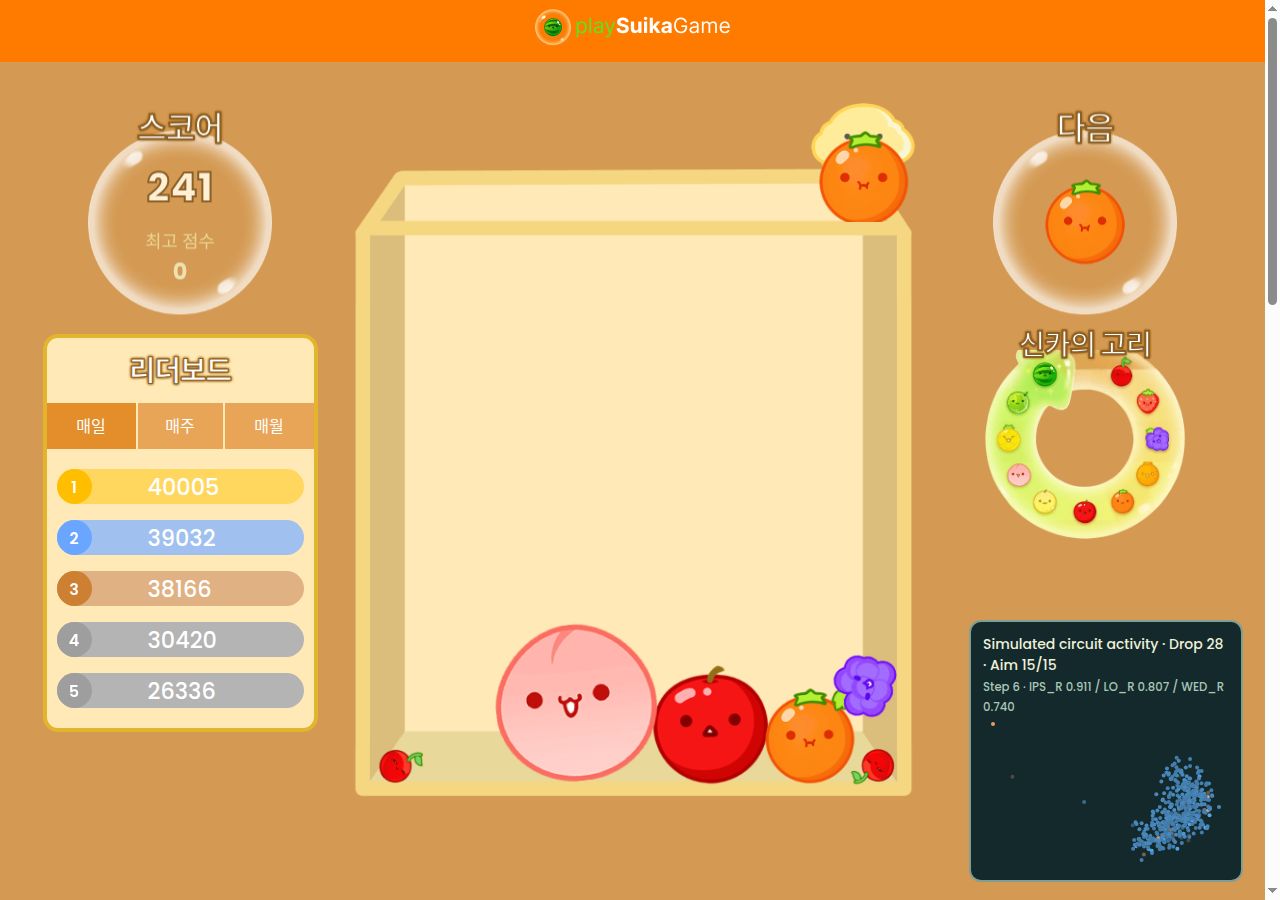 playSuikaGame
스코어
241
최고 점수
0
다음
신카의 고리
리더보드
매일 매주 매월
1 40005
2 39032
3 38166
4 30420
5 26336
Simulated circuit activity · Drop 28
· Aim 15/15
Step 6 · IPS_R 0.911 / LO_R 0.807 / WED_R
0.740